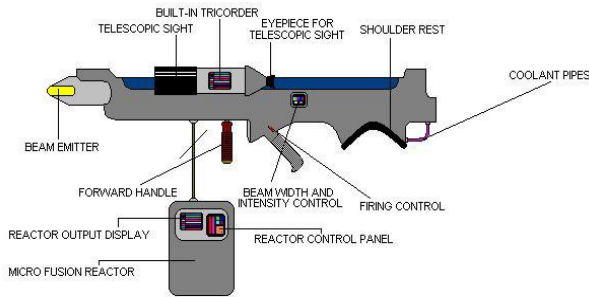 BUILT-IN TRICORDER
TELESCOPIC SIGHT
EYEPIECE FOR
TELESCOPIC SIGHT
SHOULDER REST
COOLANT PIPES
BEAM EMITTER
FORWARD HANDLE
BEAM WIDTH AND
INTENSITY CONTROL
FIRING CONTROL
REACTOR OUTPUT DISPLAY
REACTOR CONTROL PANEL
MICRO FUSION REACTOR